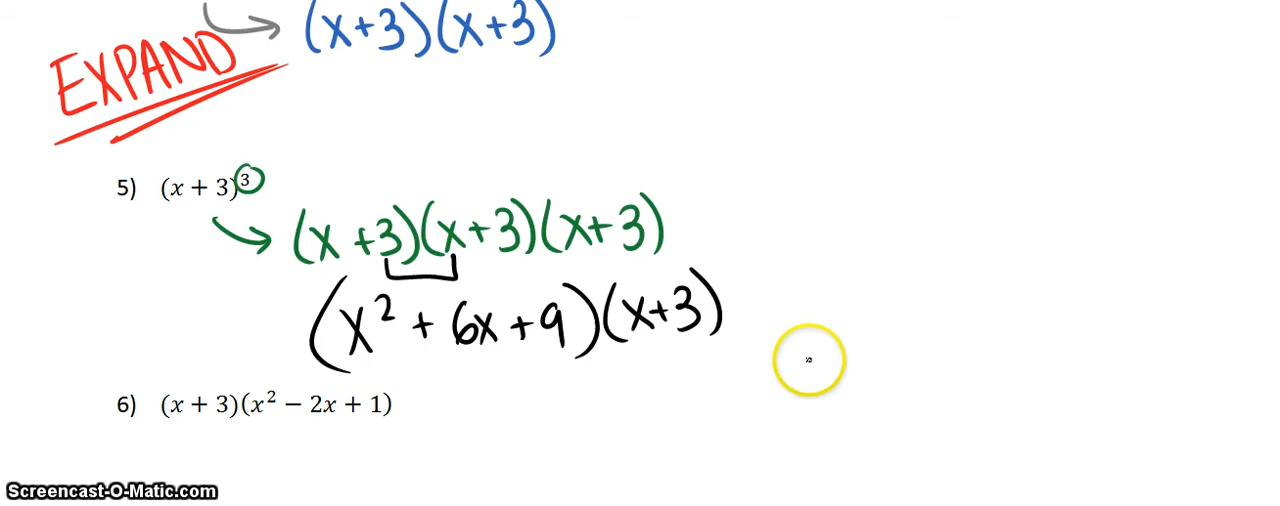 (x+3)(x+3)
EXPAND
5) (x + 3)³
(x+3)(x+3)(x+3)
(x² + 6x + 9)(x+3)
6) (x + 3)(x² − 2x + 1)
Screencast-O-Matic.com